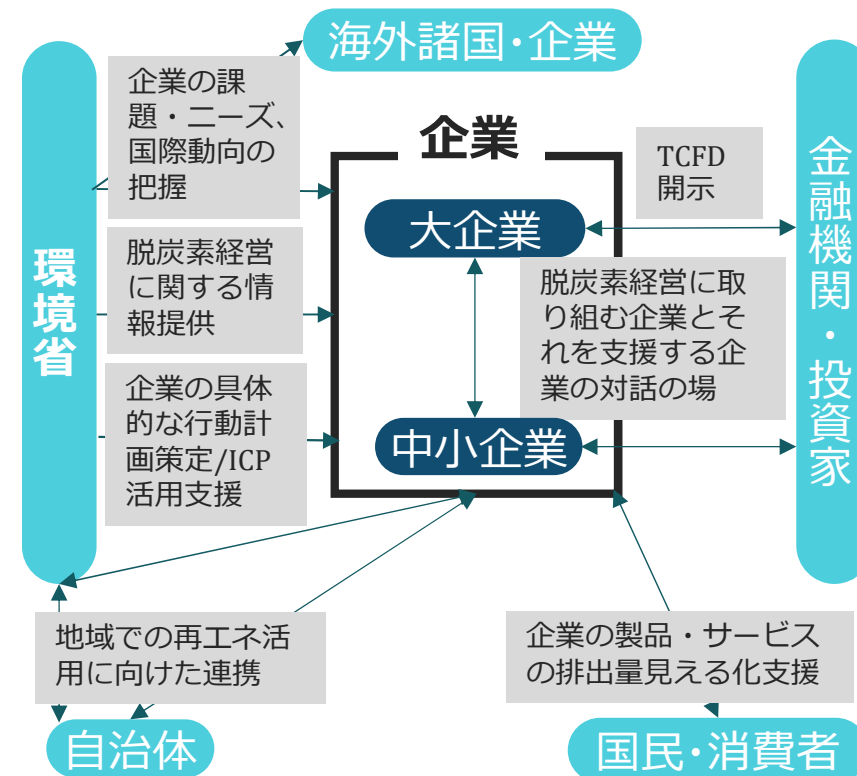 海外諸国・企業
企業の課
題・ニーズ、
国際動向の
把握
企業
TCFD
開示
大企業
金融機関・投資家
環境省
脱炭素経営
に関する情
報提供
脱炭素経営に取
り組む企業とそ
れを支援する企
業の対話の場
企業の具体
的な行動計
画策定/ICP
活用支援
中小企業
地域での再エネ活
用に向けた連携
企業の製品・サービス
の排出量見える化支援
自治体
国民・消費者